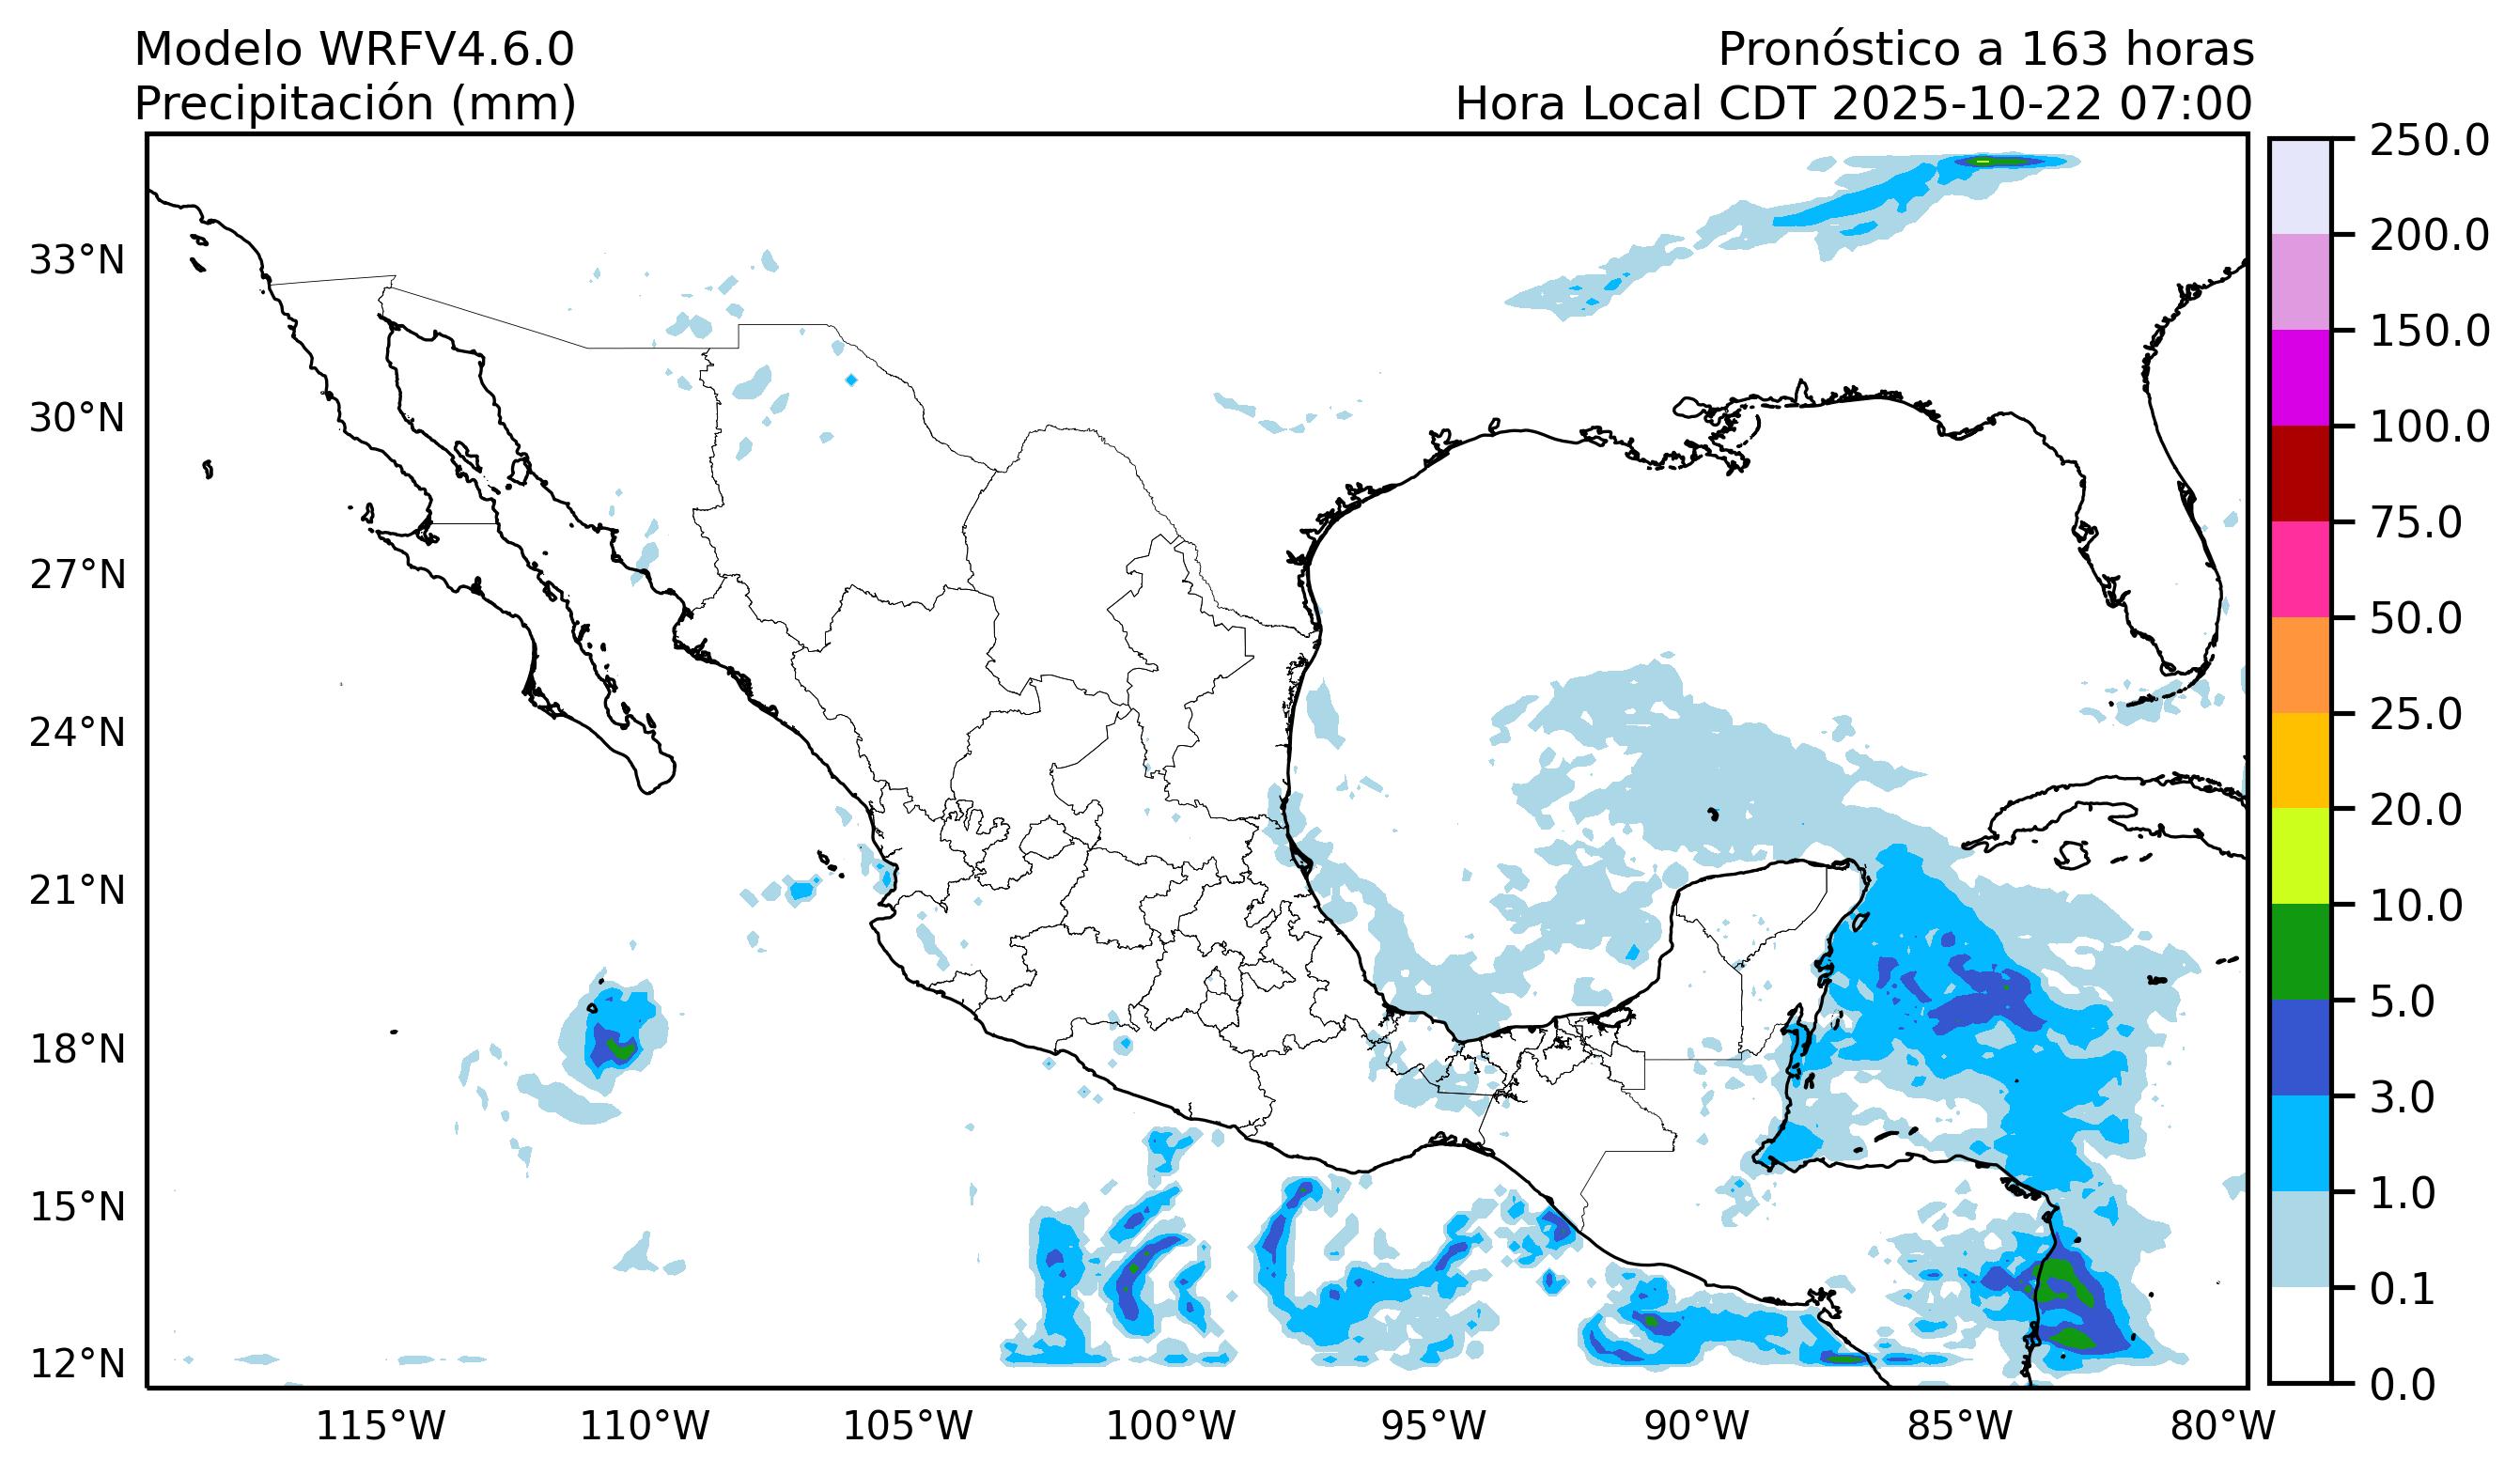 Modelo WRFV4.6.0
Precipitación (mm)
Pronóstico a 163 horas
Hora Local CDT 2025-10-22 07:00
33°N
30°N
27°N
24°N
21°N
18°N
15°N
12°N
115°W
110°W
105°W
100°W
95°W
90°W
85°W
80°W
250.0
200.0
150.0
100.0
75.0
50.0
25.0
20.0
10.0
5.0
3.0
1.0
0.1
0.0